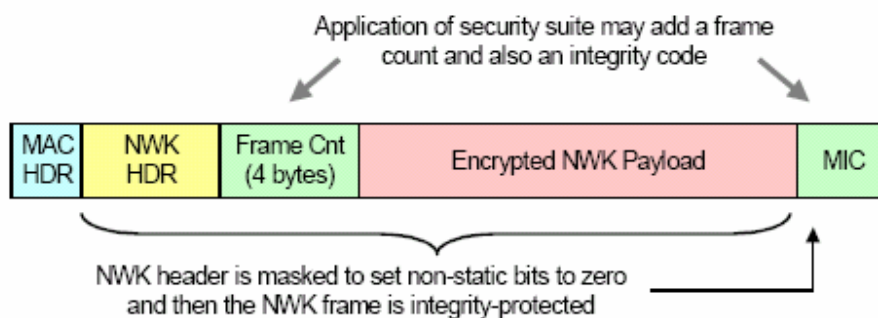 Application of security suite may add a frame
count and also an integrity code
MAC HDR
NWK HDR
Frame Cnt (4 bytes)
Encrypted NWK Payload
MIC
NWK header is masked to set non-static bits to zero
and then the NWK frame is integrity-protected